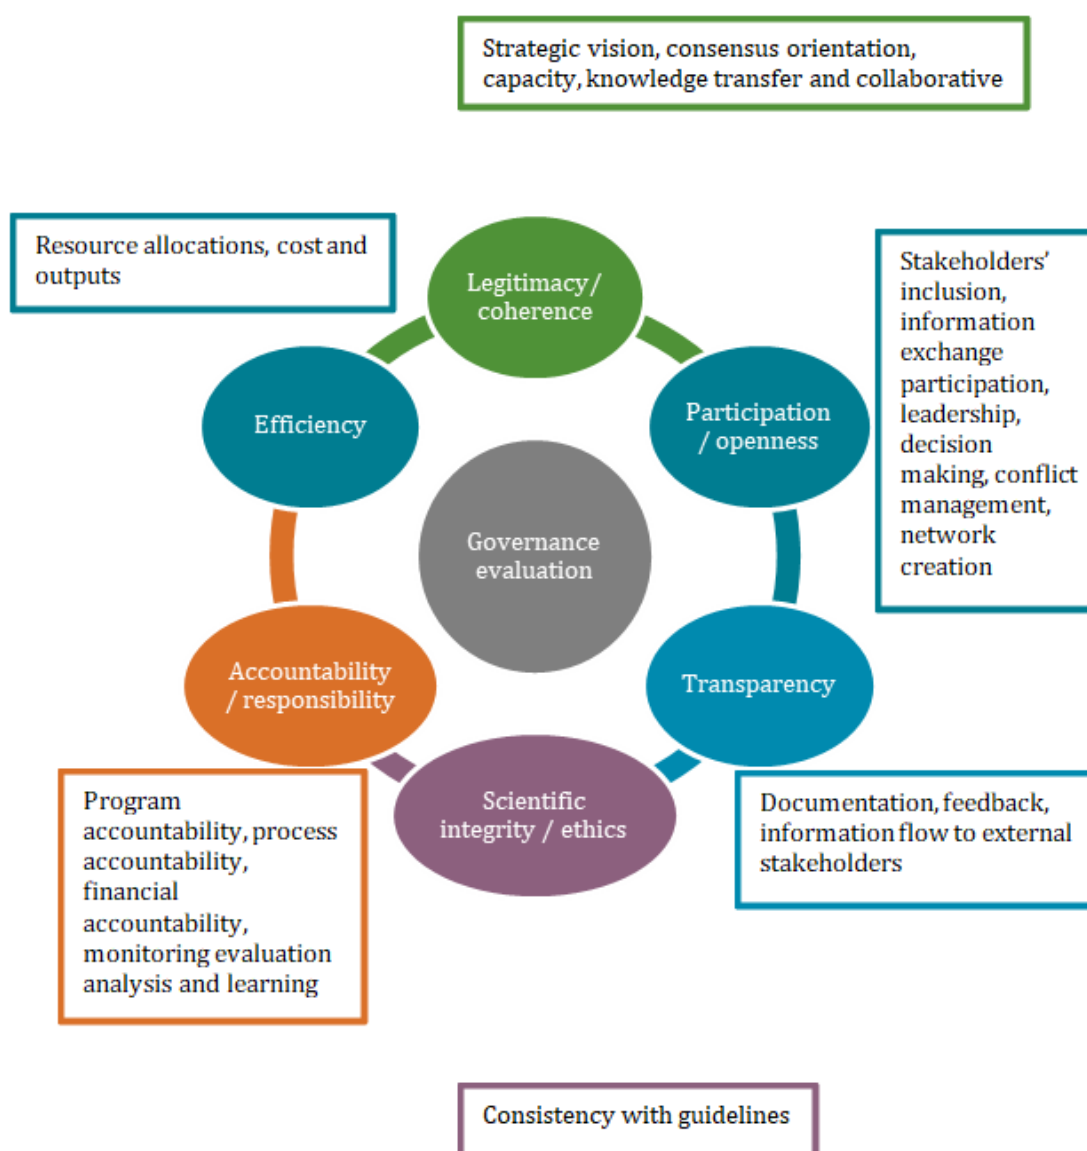 Strategic vision, consensus orientation,
capacity, knowledge transfer and collaborative
Resource allocations, cost and
outputs
Legitimacy/
coherence
Stakeholders’
inclusion,
information
exchange
participation,
leadership,
decision
making, conflict
management,
network
creation
Efficiency
Participation
/ openness
Governance
evaluation
Accountability
/ responsibility
Transparency
Scientific
integrity / ethics
Program
accountability, process
accountability,
financial
accountability,
monitoring evaluation
analysis and learning
Documentation, feedback,
information flow to external
stakeholders
Consistency with guidelines